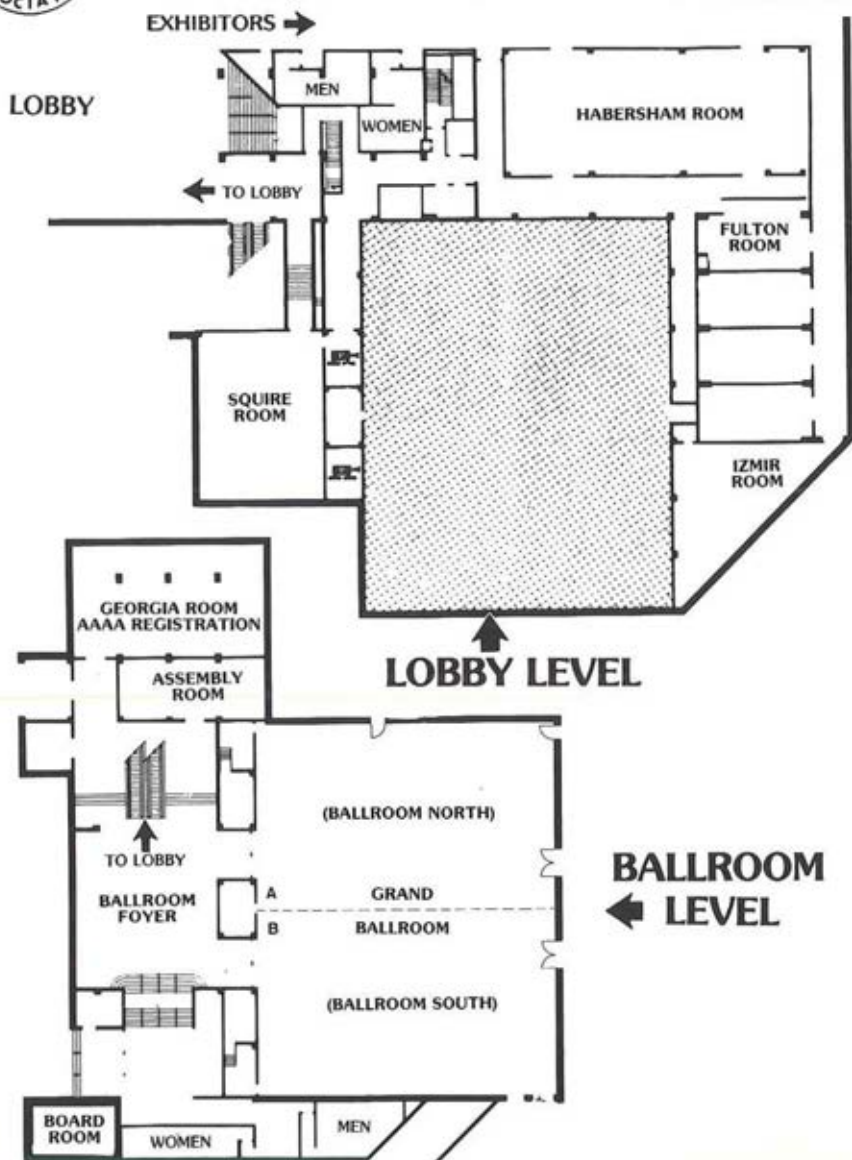 EXHIBITORS
LOBBY
MEN
WOMEN
HABERSHAM ROOM
TO LOBBY
FULTON
ROOM
SQUIRE
ROOM
IZMIR
ROOM
LOBBY LEVEL
GEORGIA ROOM
AAAA REGISTRATION
ASSEMBLY
ROOM
(BALLROOM NORTH)
TO LOBBY
BALLROOM
FOYER
A
GRAND
B
BALLROOM
(BALLROOM SOUTH)
BALLROOM
LEVEL
BOARD
ROOM
WOMEN
MEN